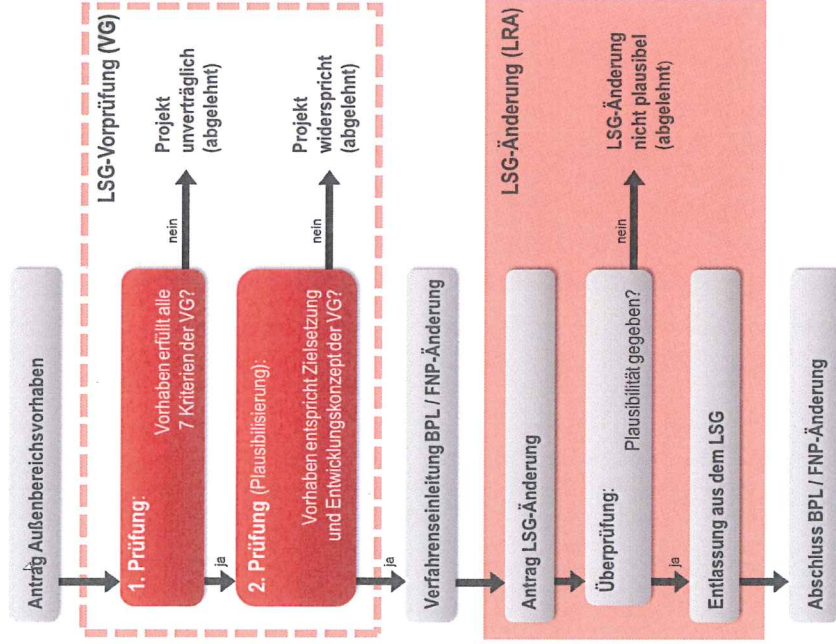 Antrag Außenbereichsvorhaben
LSG-Vorprüfung (VG)
1. Prüfung:
Vorhaben erfüllt alle
7 Kriterien der VG?
nein
Projekt
unverträglich
(abgelehnt)
ja
2. Prüfung (Plausibilisierung):
Vorhaben entspricht Zielsetzung
und Entwicklungskonzept der VG?
nein
Projekt
widerspricht
(abgelehnt)
ja
Verfahrenseinleitung BPL / FNP-Änderung
LSG-Änderung (LRA)
Antrag LSG-Änderung
Überprüfung:
Plausibilität gegeben?
nein
LSG-Änderung
nicht plausibel
(abgelehnt)
ja
Entlassung aus dem LSG
Abschluss BPL / FNP-Änderung